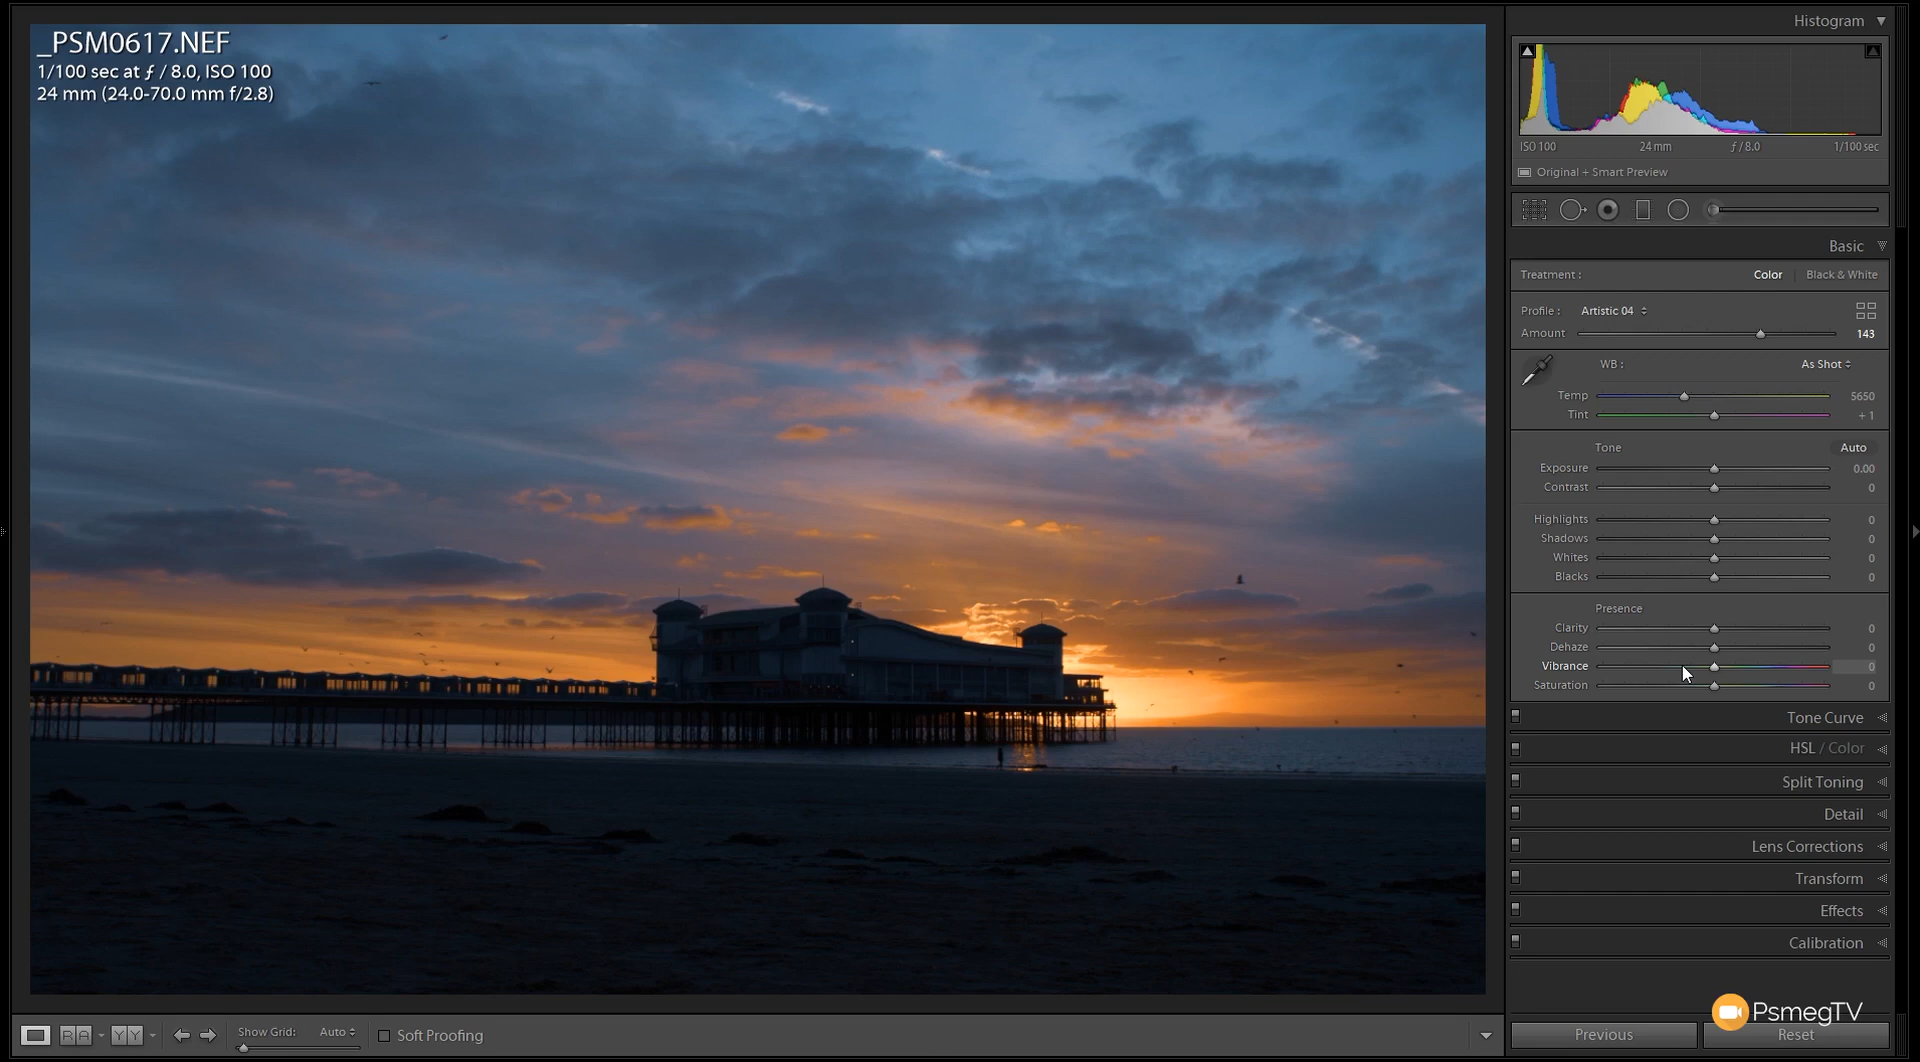 _PSM0617.NEF
1/100 sec at ƒ / 8.0, ISO 100
24 mm (24.0-70.0 mm f/2.8)
Histogram
ISO 100 24 mm ƒ / 8.0 1/100 sec
Original + Smart Preview
Basic
Treatment : Color Black & White
Profile : Artistic 04
Amount 143
WB : As Shot
Temp 5650
Tint + 1
Tone Auto
Exposure 0.00
Contrast 0
Highlights 0
Shadows 0
Whites 0
Blacks 0
Presence
Clarity 0
Dehaze 0
Vibrance 0
Saturation 0
Tone Curve
HSL / Color
Split Toning
Detail
Lens Corrections
Transform
Effects
Calibration
PsmegTV
R A Y Y Show Grid: Auto Soft Proofing
Previous Reset